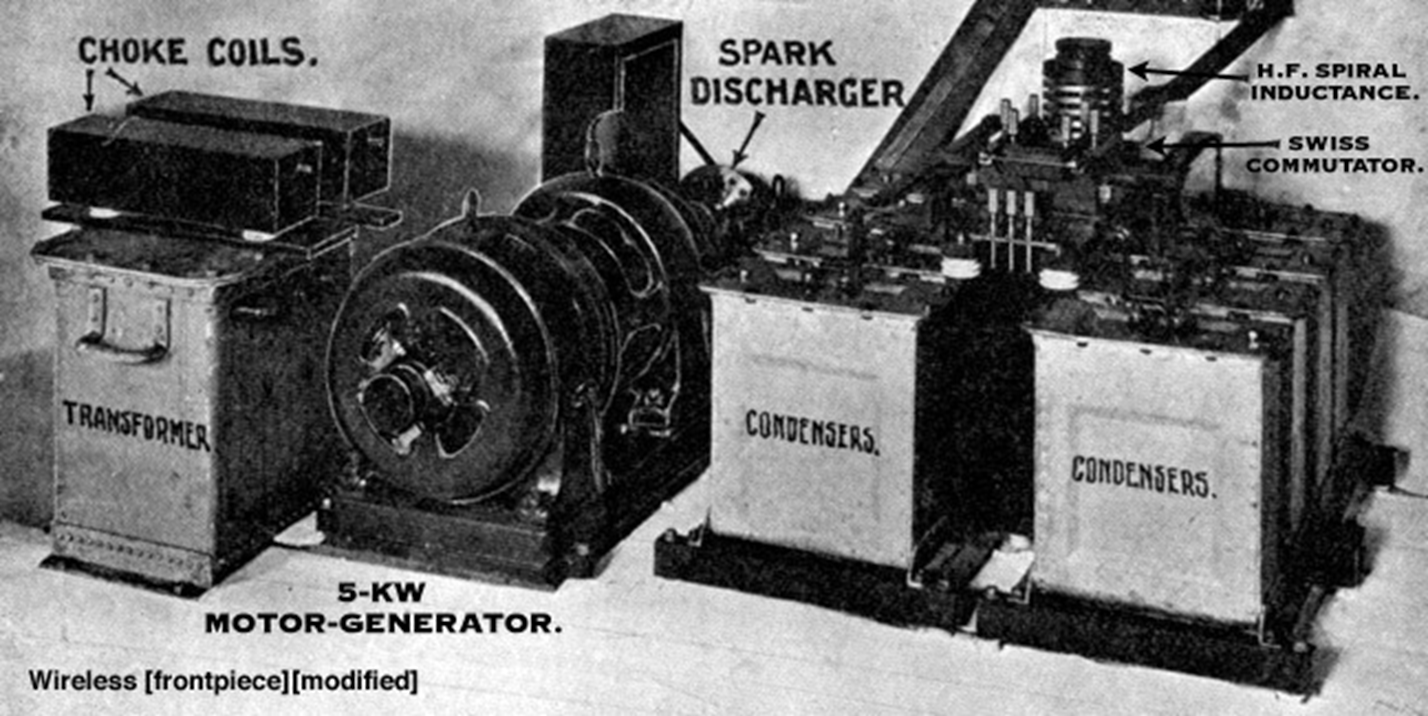 CHOKE COILS.
SPARK
DISCHARGER
H.F. SPIRAL
INDUCTANCE.
SWISS
COMMUTATOR.
TRANSFORMER
CONDENSERS.
CONDENSERS.
5-KW
MOTOR-GENERATOR.
Wireless [frontpiece][modified]